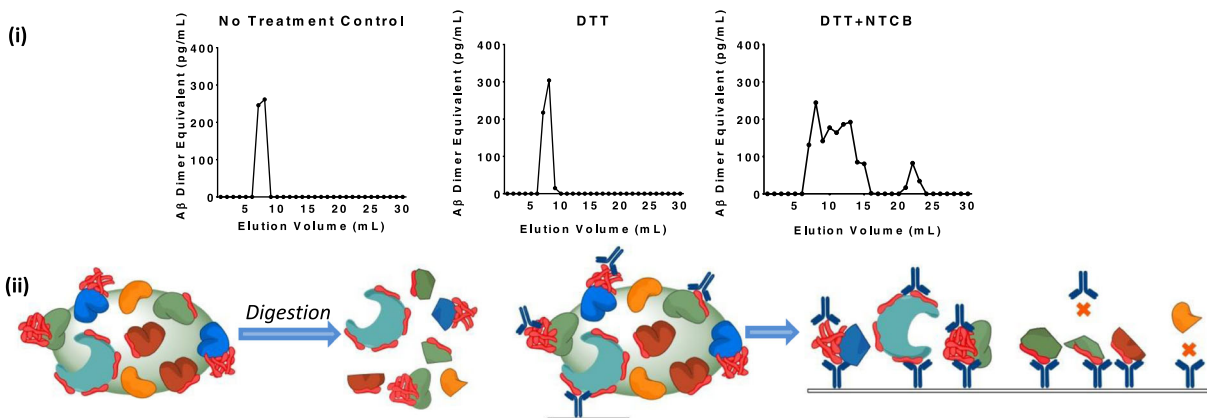 (i)
No Treatment Control
DTT
DTT+NTCB
Aβ Dimer Equivalent (pg/mL)
400
300
200
100
0
5 10 15 20 25 30
Elution Volume (mL)
Aβ Dimer Equivalent (pg/mL)
400
300
200
100
0
5 10 15 20 25 30
Elution Volume (mL)
Aβ Dimer Equivalent (pg/mL)
400
300
200
100
0
5 10 15 20 25 30
Elution Volume (mL)
(ii)
Digestion